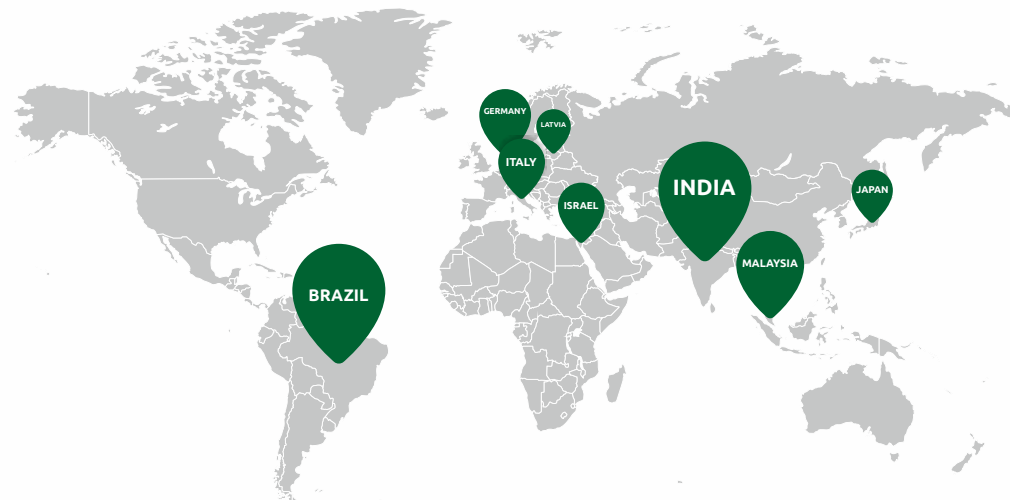 GERMANY
LATVIA
ITALY
INDIA
JAPAN
ISRAEL
MALAYSIA
BRAZIL